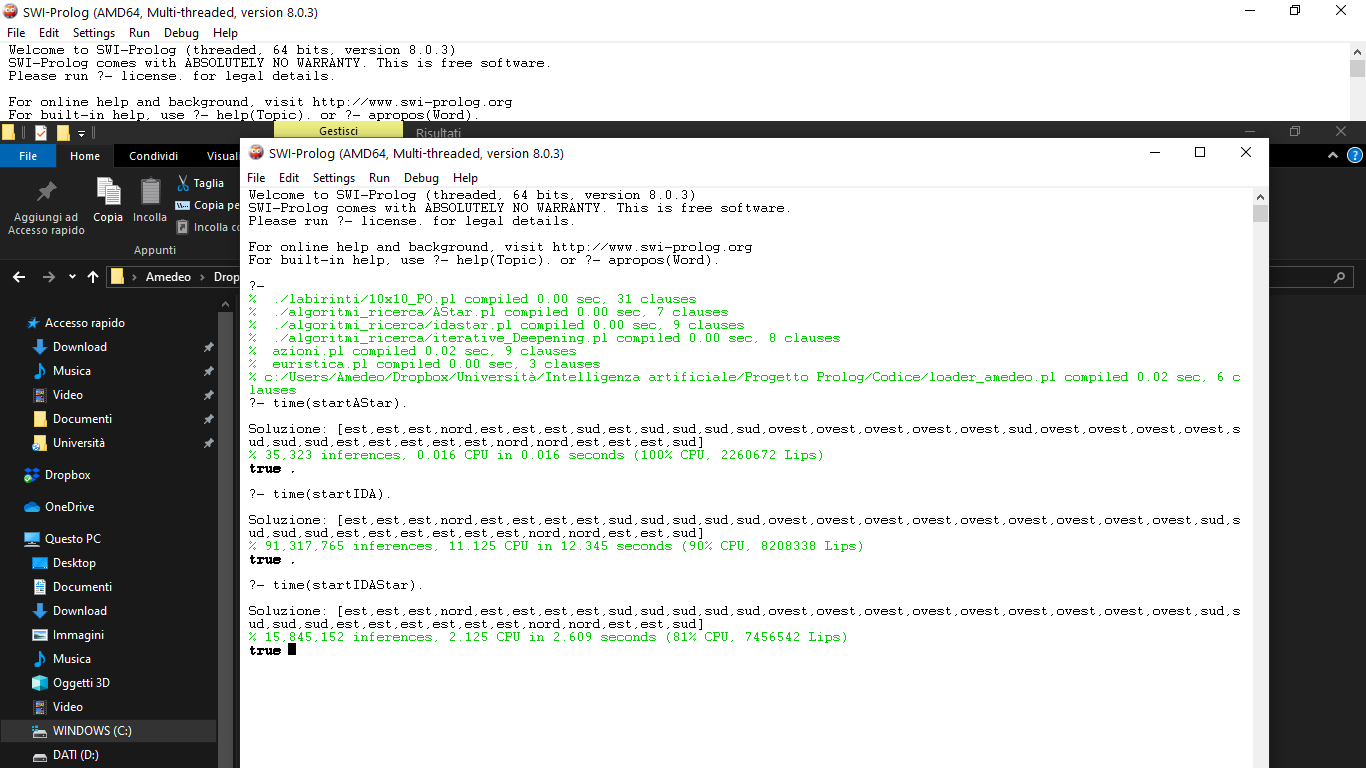 SWI-Prolog (AMD64, Multi-threaded, version 8.0.3)
File Edit Settings Run Debug Help
Welcome to SWI-Prolog (threaded, 64 bits, version 8.0.3)
SWI-Prolog comes with ABSOLUTELY NO WARRANTY. This is free software.
Please run ?- license. for legal details.
For online help and background, visit http://www.swi-prolog.org
For built-in help, use ?- help(Topic). or ?- apropos(Word).
Gestisci Risultati
File Home Condividi Visuali
Aggiungi ad
Accesso rapido
Copia
Incolla
Taglia
Copia pe
Incolla co
Appunti
Amedeo > Drop
Accesso rapido
Download
Musica
Video
Documenti
Università
Dropbox
OneDrive
Questo PC
Desktop
Documenti
Download
Immagini
Musica
Oggetti 3D
Video
WINDOWS (C:)
DATI (D:)
SWI-Prolog (AMD64, Multi-threaded, version 8.0.3)
File Edit Settings Run Debug Help
Welcome to SWI-Prolog (threaded, 64 bits, version 8.0.3)
SWI-Prolog comes with ABSOLUTELY NO WARRANTY. This is free software.
Please run ?- license. for legal details.
For online help and background, visit http://www.swi-prolog.org
For built-in help, use ?- help(Topic). or ?- apropos(Word).
?-
% ./labirinti/10x10_PO.pl compiled 0.00 sec, 31 clauses
% ./algoritmi_ricerca/AStar.pl compiled 0.00 sec, 7 clauses
% ./algoritmi_ricerca/idastar.pl compiled 0.00 sec, 9 clauses
% ./algoritmi_ricerca/iterative_Deepening.pl compiled 0.00 sec, 8 clauses
% azioni.pl compiled 0.02 sec, 9 clauses
% euristica.pl compiled 0.00 sec, 3 clauses
% c:/Users/Amedeo/Dropbox/Università/Intelligenza artificiale/Progetto Prolog/Codice/loader_amedeo.pl compiled 0.02 sec, 6 c
lauses
?- time(startAStar).
Soluzione: [est,est,est,nord,est,est,est,sud,est,sud,sud,sud,sud,ovest,ovest,ovest,ovest,ovest,sud,ovest,ovest,ovest,ovest,s
ud,sud,sud,est,est,est,est,est,nord,nord,est,est,est,sud]
% 35,323 inferences, 0.016 CPU in 0.016 seconds (100% CPU, 2260672 Lips)
true .
?- time(startIDA).
Soluzione: [est,est,est,nord,est,est,est,est,sud,sud,sud,sud,sud,ovest,ovest,ovest,ovest,ovest,ovest,ovest,ovest,ovest,sud,s
ud,sud,sud,est,est,est,est,est,est,nord,nord,est,est,sud]
% 91,317,765 inferences, 11.125 CPU in 12.345 seconds (90% CPU, 8208338 Lips)
true .
?- time(startIDAStar).
Soluzione: [est,est,est,nord,est,est,est,est,sud,sud,sud,sud,sud,ovest,ovest,ovest,ovest,ovest,ovest,ovest,ovest,ovest,sud,s
ud,sud,sud,est,est,est,est,est,est,nord,nord,est,est,sud]
% 15,845,152 inferences, 2.125 CPU in 2.609 seconds (81% CPU, 7456542 Lips)
true